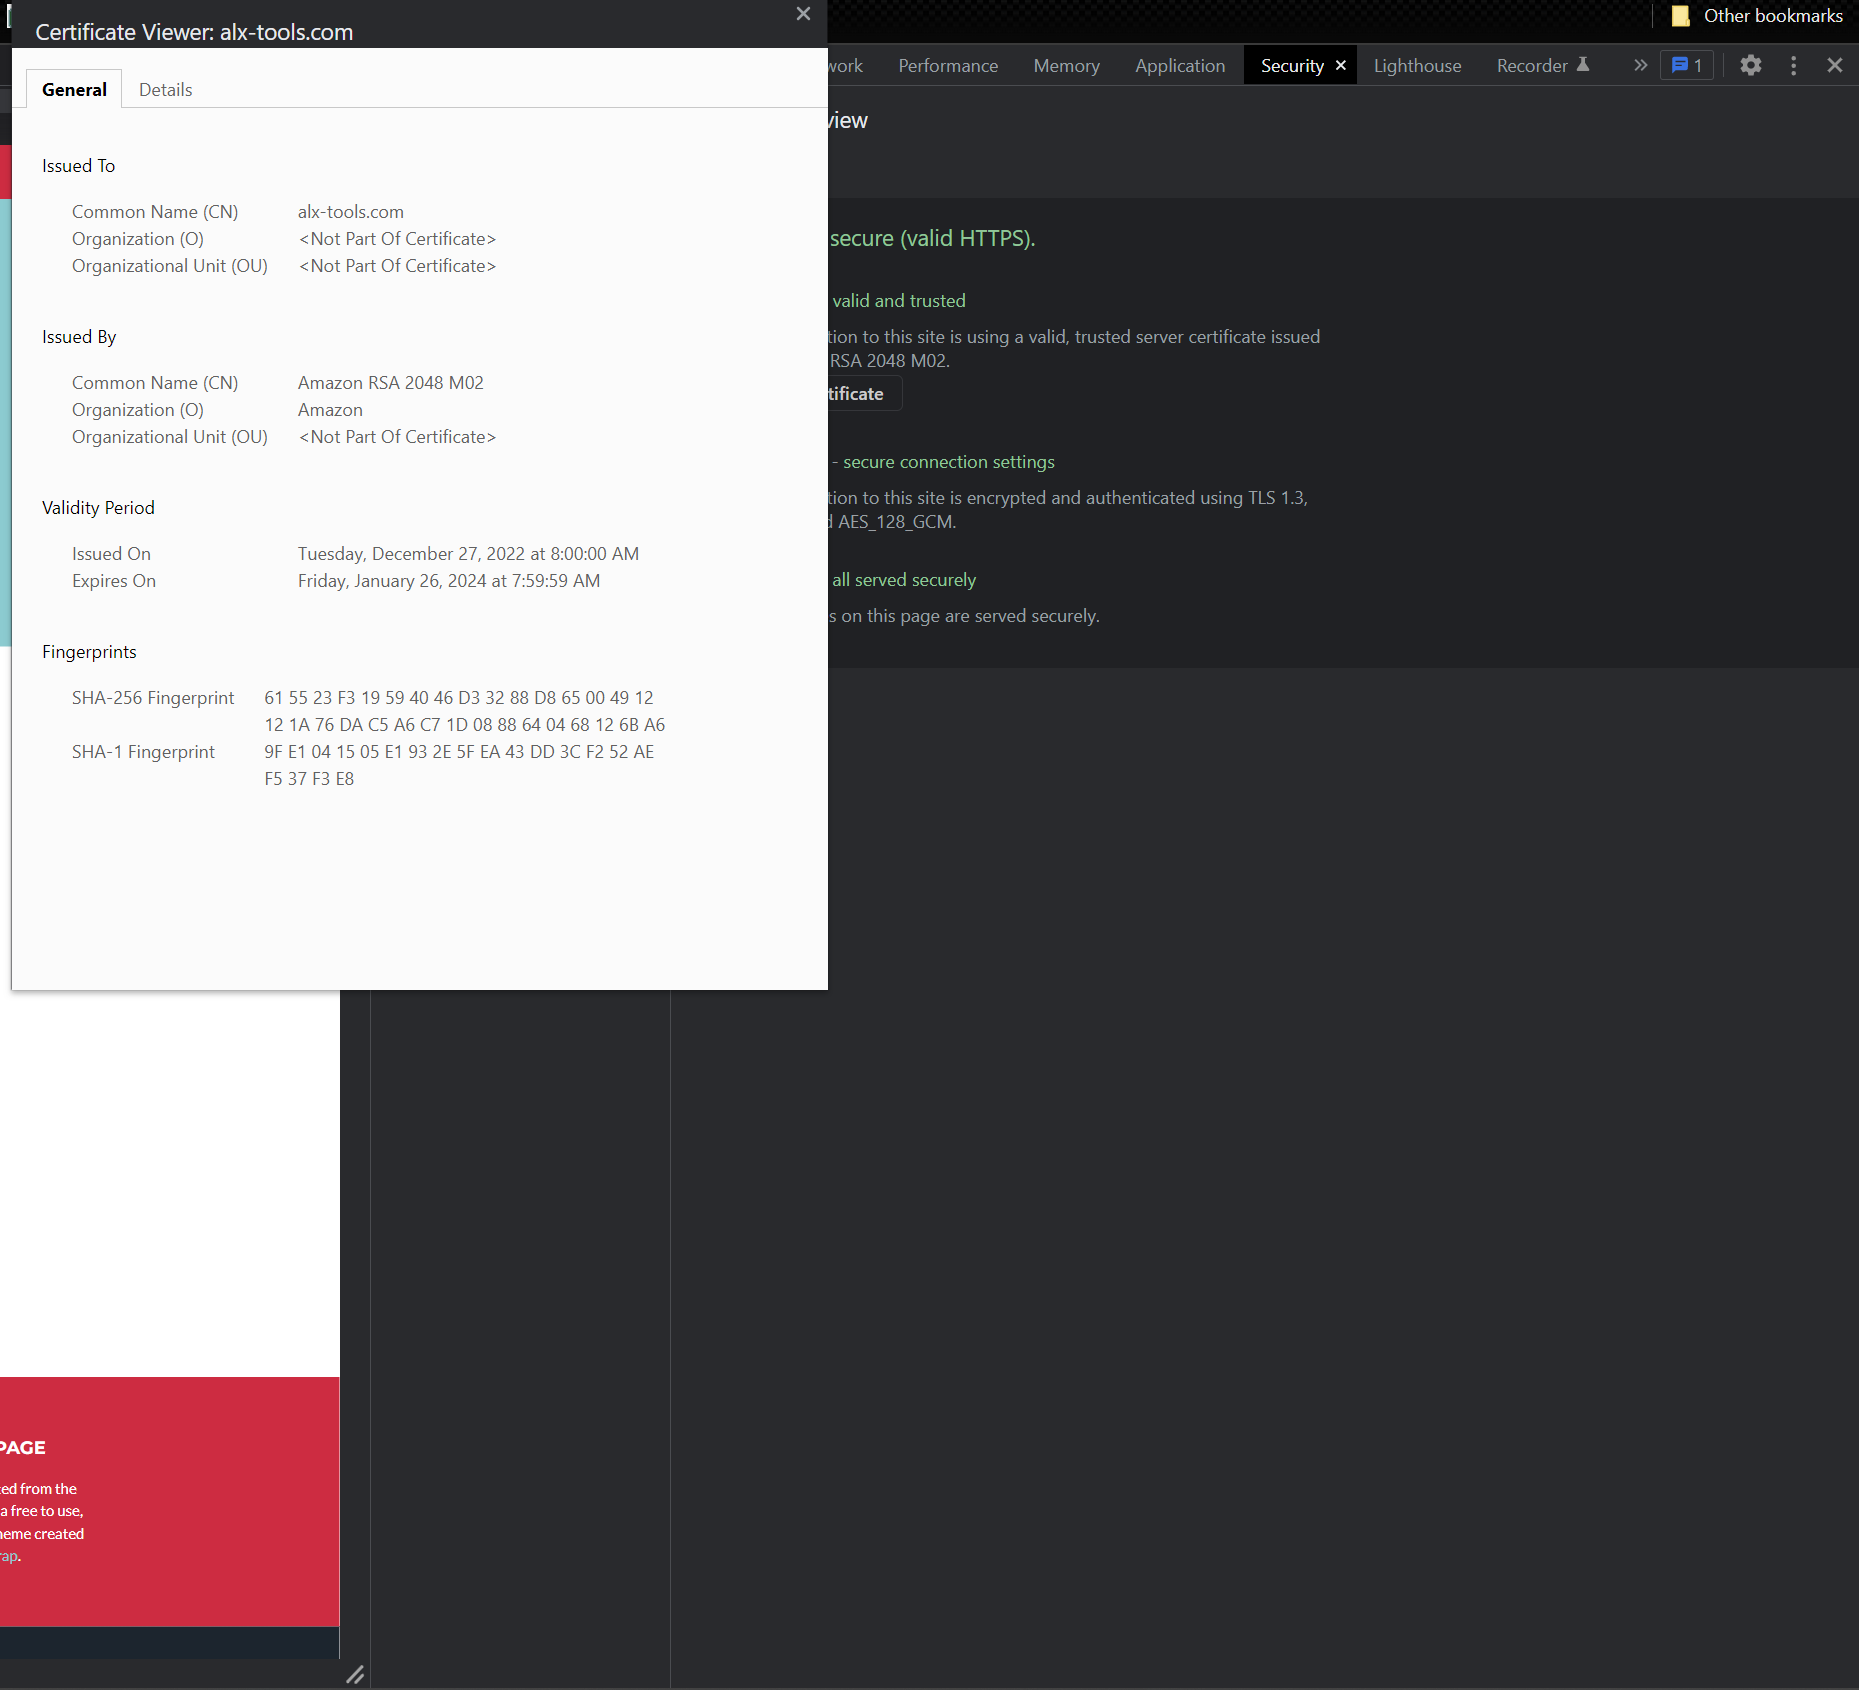 Certificate Viewer: alx-tools.com
General Details
Issued To
Common Name (CN) alx-tools.com
Organization (O) <Not Part Of Certificate>
Organizational Unit (OU) <Not Part Of Certificate>
Issued By
Common Name (CN) Amazon RSA 2048 M02
Organization (O) Amazon
Organizational Unit (OU) <Not Part Of Certificate>
Validity Period
Issued On Tuesday, December 27, 2022 at 8:00:00 AM
Expires On Friday, January 26, 2024 at 7:59:59 AM
Fingerprints
SHA-256 Fingerprint 61 55 23 F3 19 59 40 46 D3 32 88 D8 65 00 49 12
12 1A 76 DA C5 A6 C7 1D 08 88 64 04 68 12 6B A6
SHA-1 Fingerprint 9F E1 04 15 05 E1 93 2E 5F EA 43 DD 3C F2 52 AE
F5 37 F3 E8
Other bookmarks
work Performance Memory Application Security Lighthouse Recorder 1
view
secure (valid HTTPS).
valid and trusted
tion to this site is using a valid, trusted server certificate issued
RSA 2048 M02.
tificate
- secure connection settings
tion to this site is encrypted and authenticated using TLS 1.3,
AES_128_GCM.
all served securely
s on this page are served securely.
PAGE
ed from the
a free to use,
heme created
rap.